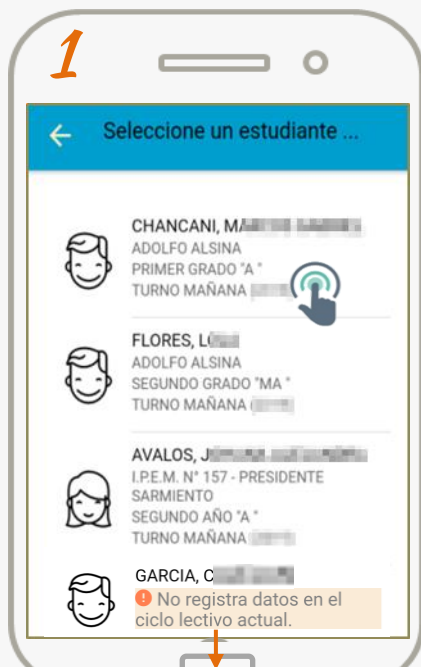 1
Seleccione un estudiante ...
CHANCANI,
ADOLFO ALSINA
PRIMER GRADO "A "
TURNO MAÑANA
FLORES,
ADOLFO ALSINA
SEGUNDO GRADO "MA "
TURNO MAÑANA
AVALOS,
I.P.E.M. N° 157 - PRESIDENTE
SARMIENTO
SEGUNDO AÑO "A "
TURNO MAÑANA
GARCIA,
No registra datos en el
ciclo lectivo actual.